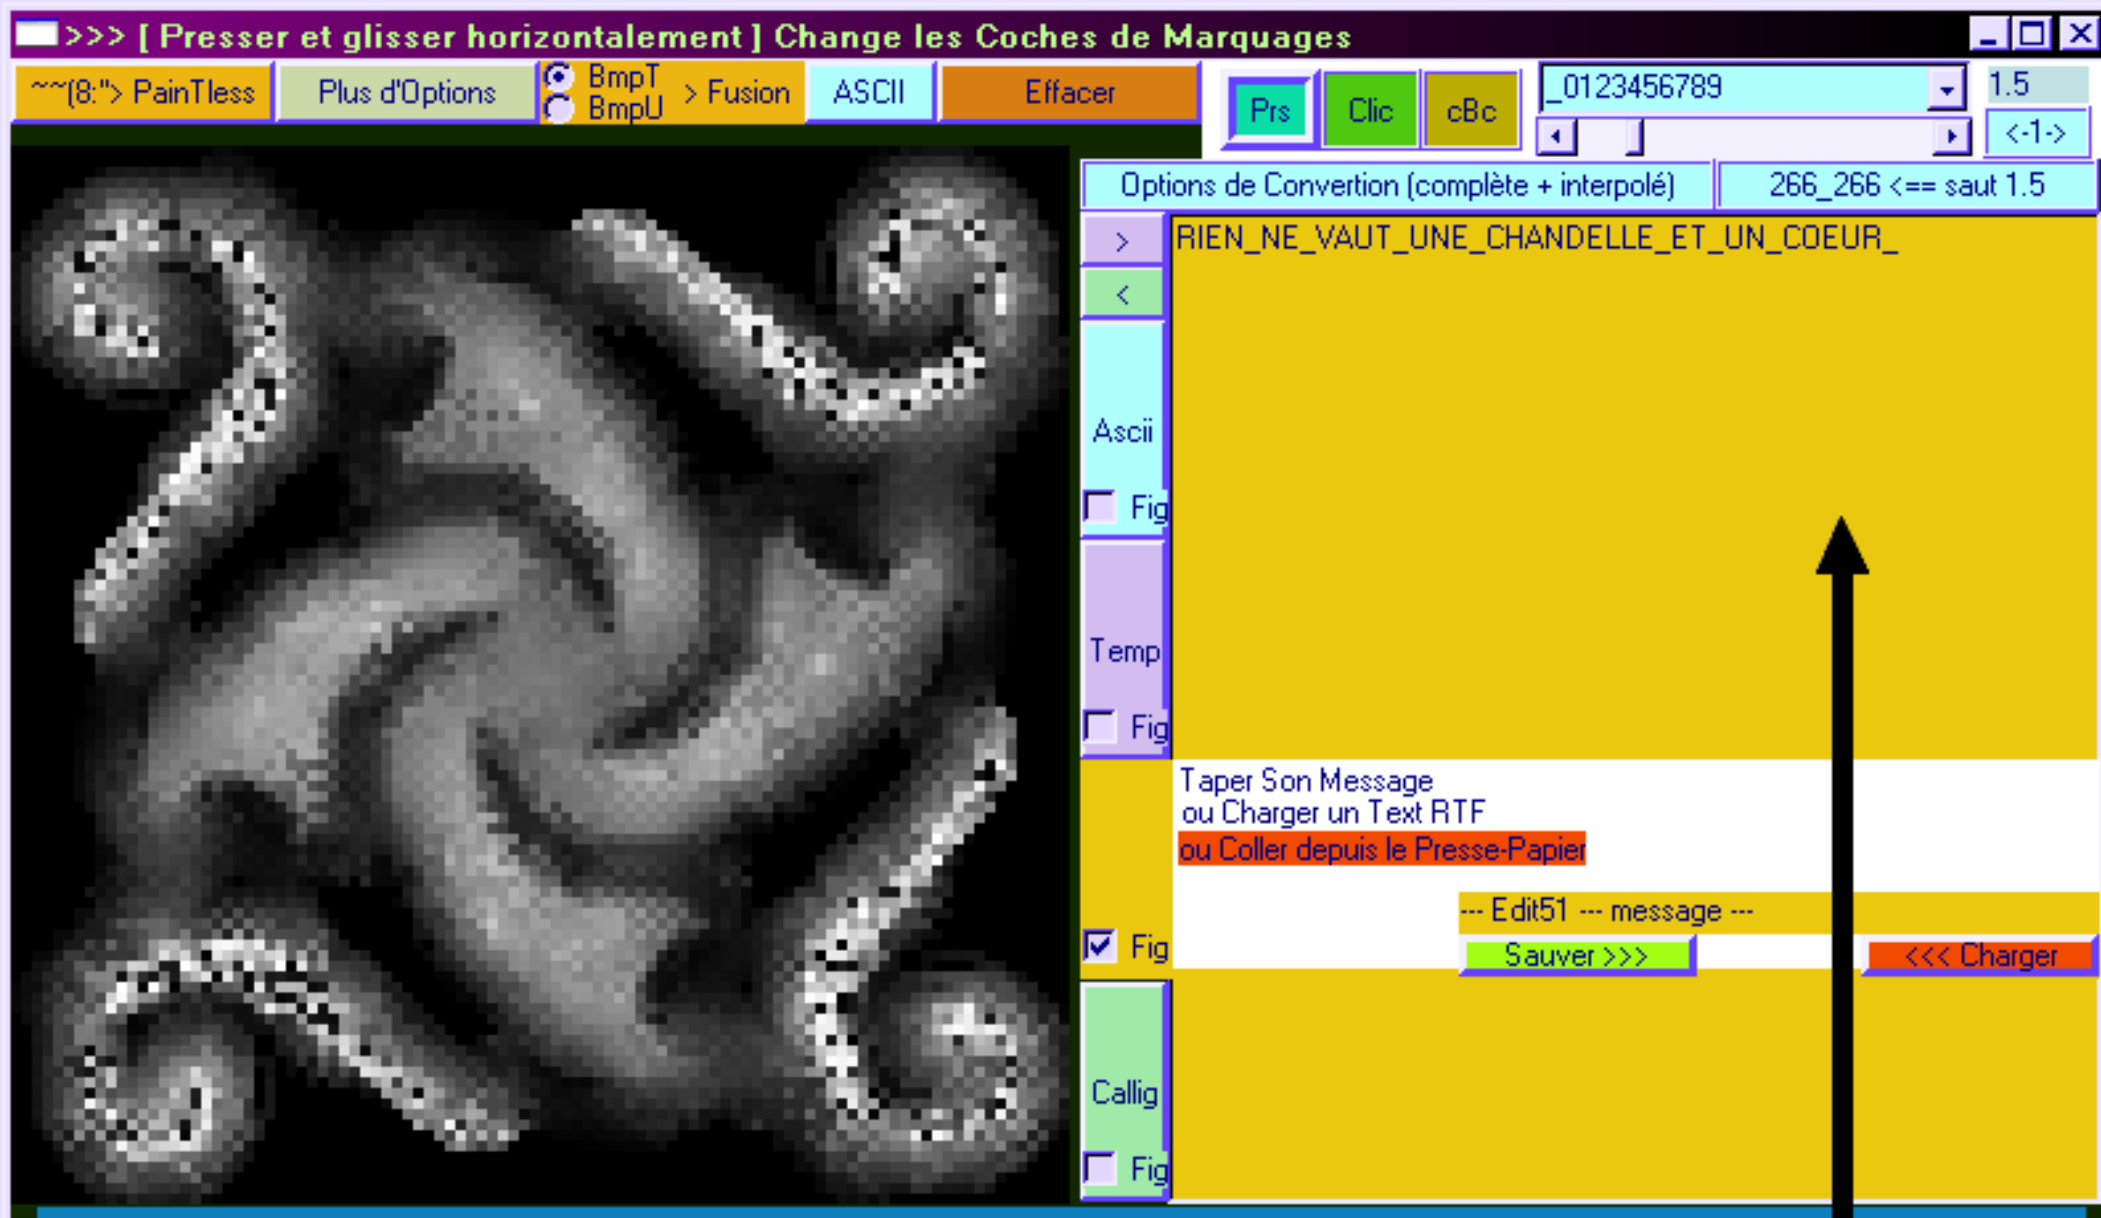 >>> [ Presser et glisser horizontalement ] Change les Coches de Marquages
~~(8:"> PainTless
Plus d'Options
BmpT
BmpU
> Fusion
ASCII
Effacer
Prs
Clic
cBc
_0123456789
1.5
<-1->
Options de Convertion (complète + interpolé)
266_266 <== saut 1.5
>
RIEN_NE_VAUT_UNE_CHANDELLE_ET_UN_COEUR_
<
Ascii
Fig
Temp
Fig
Taper Son Message
ou Charger un Text RTF
ou Coller depuis le Presse-Papier
--- Edit51 --- message ---
Fig
Sauver >>>
<<< Charger
Callig
Fig